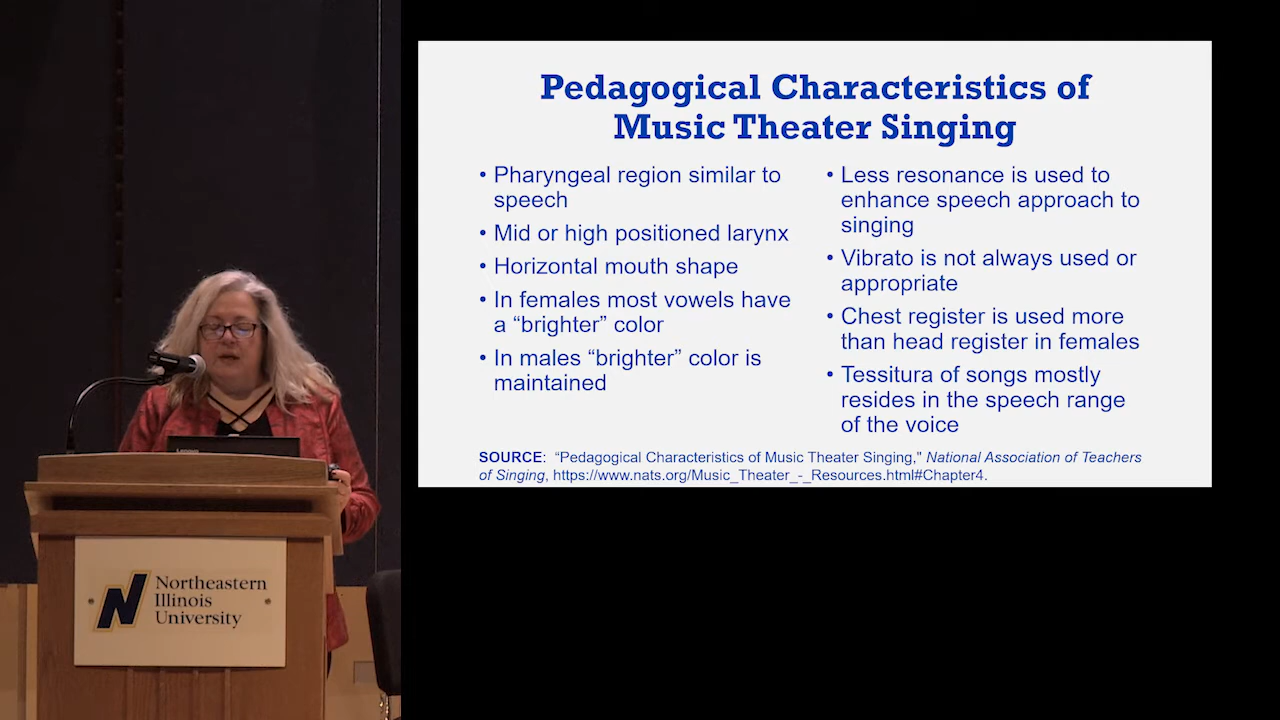 Pedagogical Characteristics of
Music Theater Singing
• Pharyngeal region similar to
speech
• Mid or high positioned larynx
• Horizontal mouth shape
• In females most vowels have
a “brighter” color
• In males “brighter” color is
maintained
• Less resonance is used to
enhance speech approach to
singing
• Vibrato is not always used or
appropriate
• Chest register is used more
than head register in females
• Tessitura of songs mostly
resides in the speech range
of the voice
SOURCE: “Pedagogical Characteristics of Music Theater Singing,” National Association of Teachers
of Singing, https://www.nats.org/Music_Theater_-_Resources.html#Chapter4.
Lenovo
N
Northeastern
Illinois
University